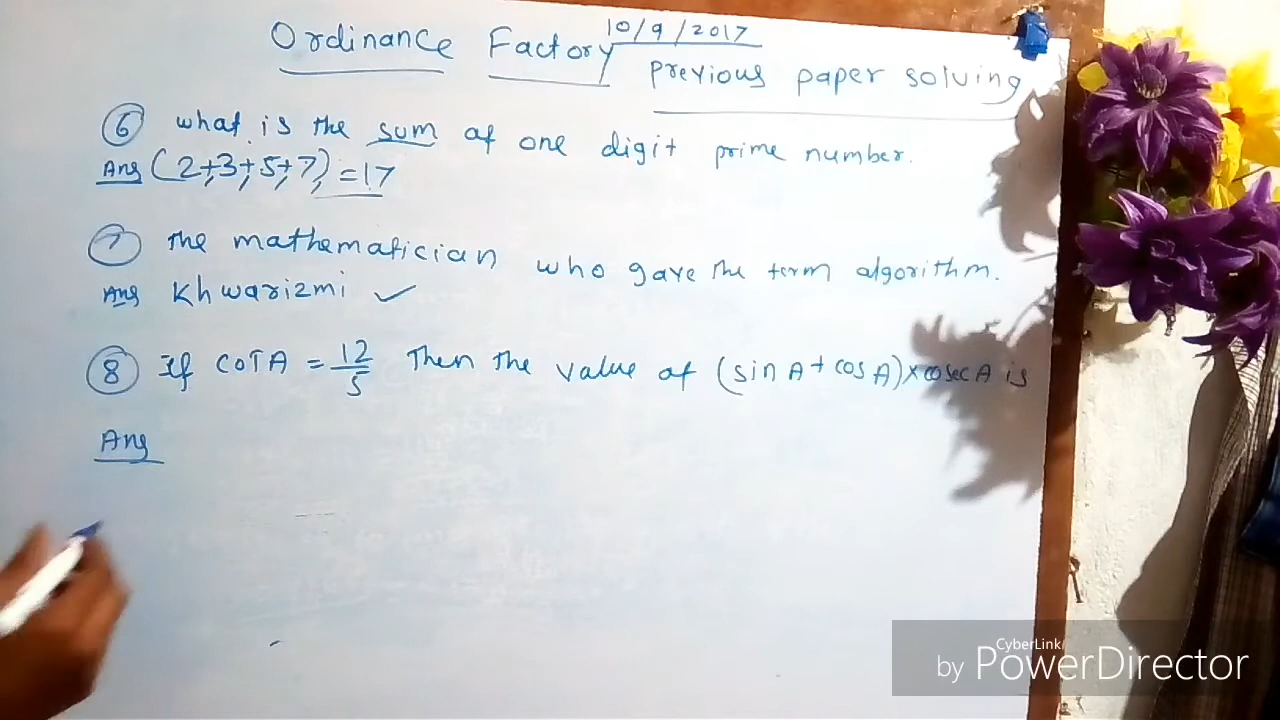 Ordinance Factory 10/9/2017
Previous paper solving
⑥ what is the sum of one digit prime number.
Ans (2+3+5+7) = 17
⑦ The mathematician who gave the term algorithm.
Ans Khwarizmi ✓
⑧ If COTA = 12/5 Then the value of (sin A + cos A) × cosec A is
Ans
CyberLink
by PowerDirector